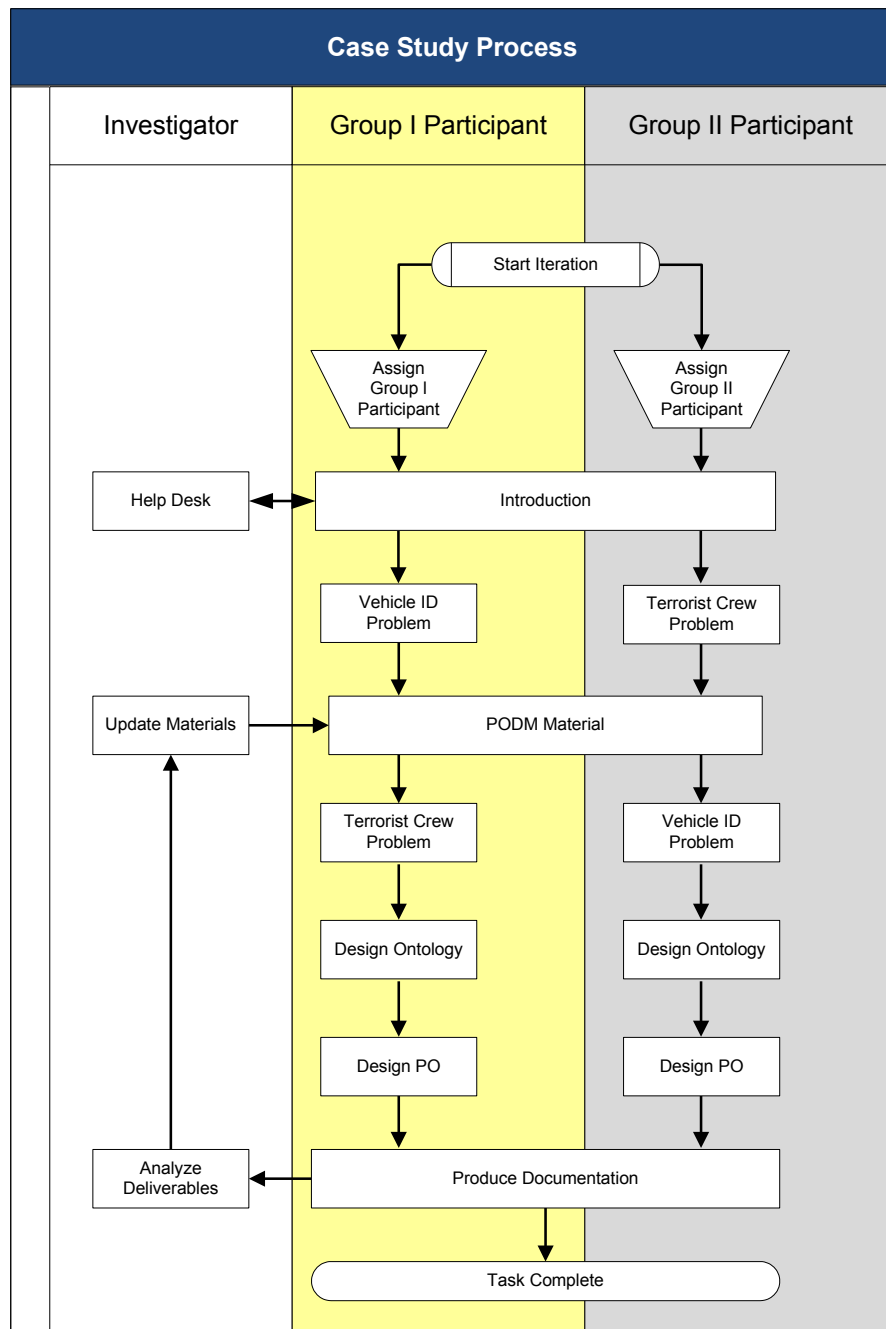 Case Study Process
Investigator
Group I Participant
Group II Participant
Start Iteration
Assign
Group I
Participant
Assign
Group II
Participant
Help Desk
Introduction
Vehicle ID
Problem
Terrorist Crew
Problem
Update Materials
PODM Material
Terrorist Crew
Problem
Vehicle ID
Problem
Design Ontology
Design Ontology
Design PO
Design PO
Analyze
Deliverables
Produce Documentation
Task Complete